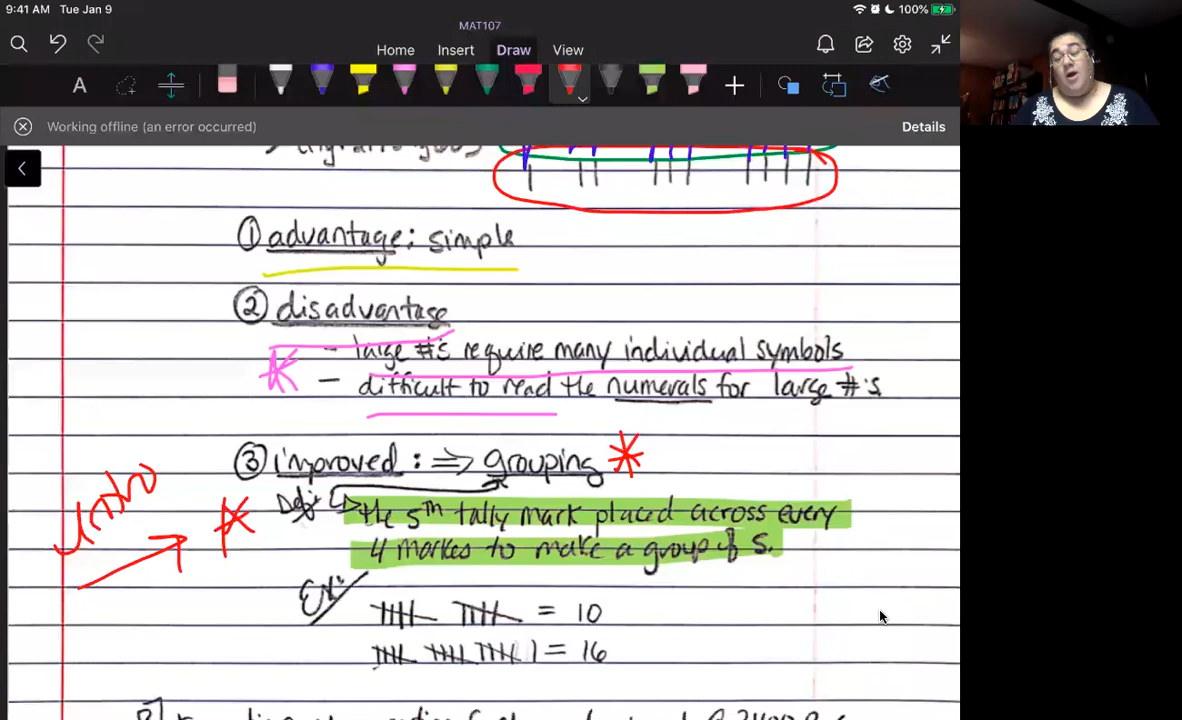 9:41 AM Tue Jan 9
100%
MAT107
Home Insert Draw View
A
Working offline (an error occurred)
Details
① advantage: simple
② disadvantage
- large #'s require many individual symbols
- difficult to read the numerals for large #'s
③ improved: ⇒ grouping
Def:
the 5th tally mark placed across every
4 markes to make a group of 5.
Intro
Ex:
= 10
= 16